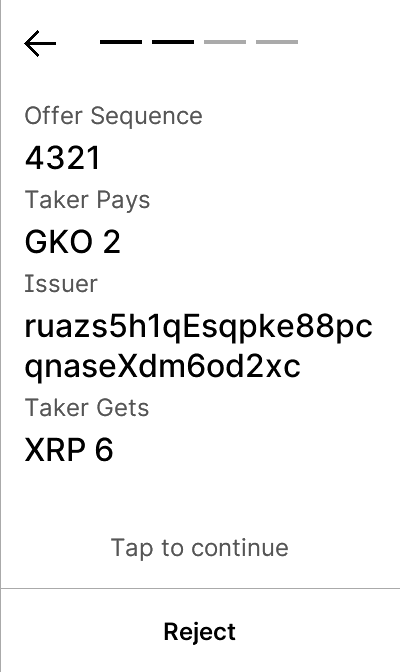 Offer Sequence
4321
Taker Pays
GKO 2
Issuer
ruazs5h1qEsqpke88pc
qnaseXdm6od2xc
Taker Gets
XRP 6
Tap to continue
Reject